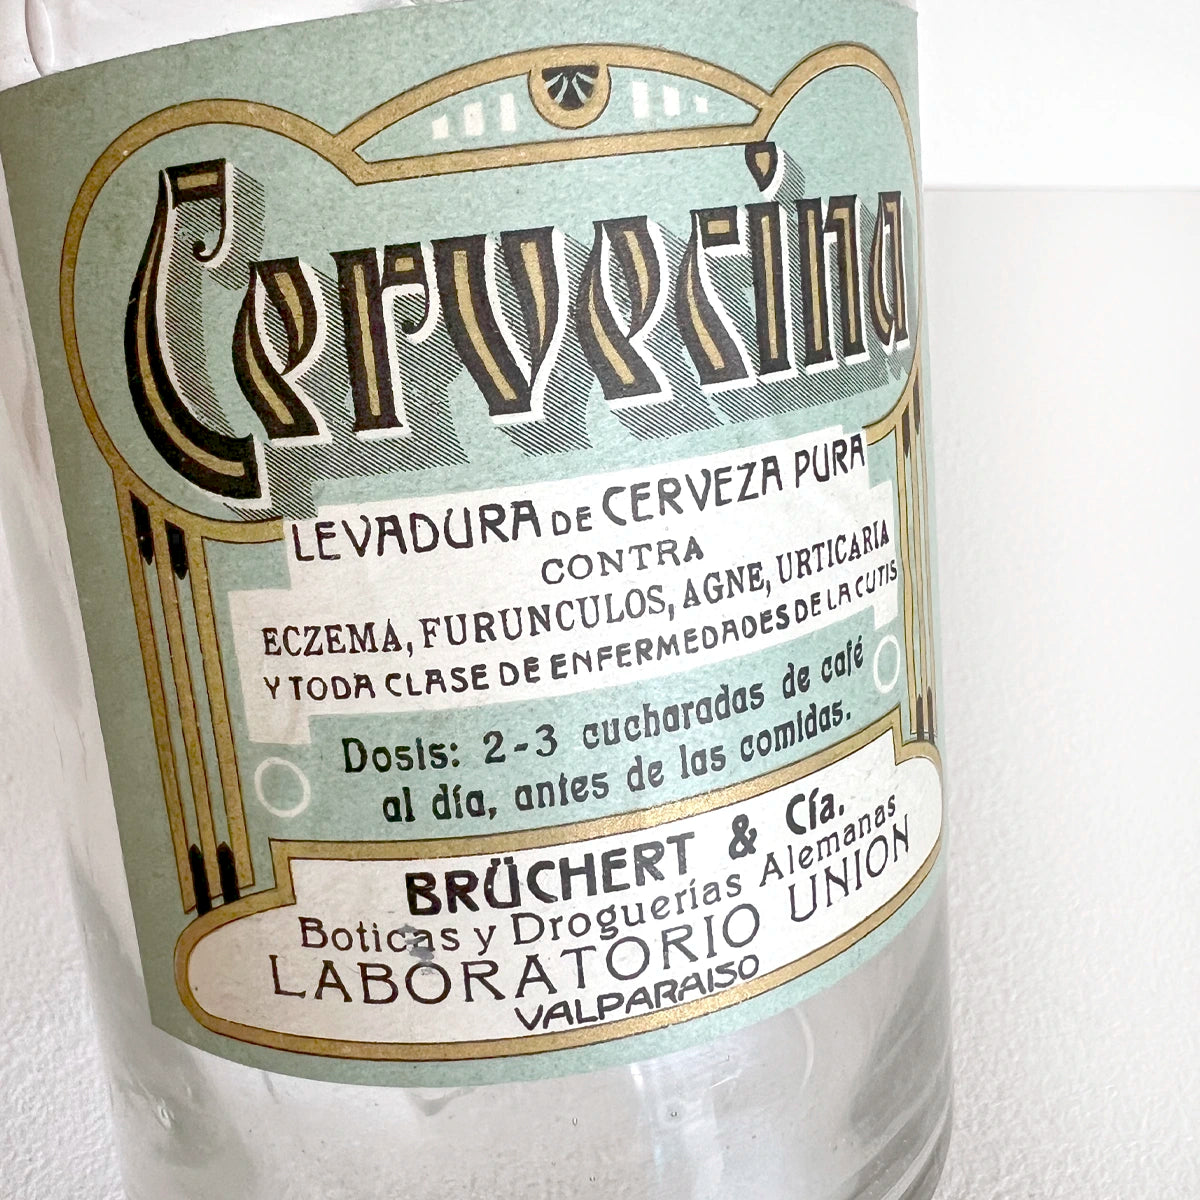 Cervecina
LEVADURA DE CERVEZA PURA
CONTRA
ECZEMA, FURUNCULOS, AGNE, URTICARIA
Y TODA CLASE DE ENFERMEDADES DE LA CUTIS
Dosis: 2-3 cucharadas de café
al día, antes de las comidas.
BRÜCHERT & Cía.
Boticas y Droguerías Alemanas
LABORATORIO UNION
VALPARAISO